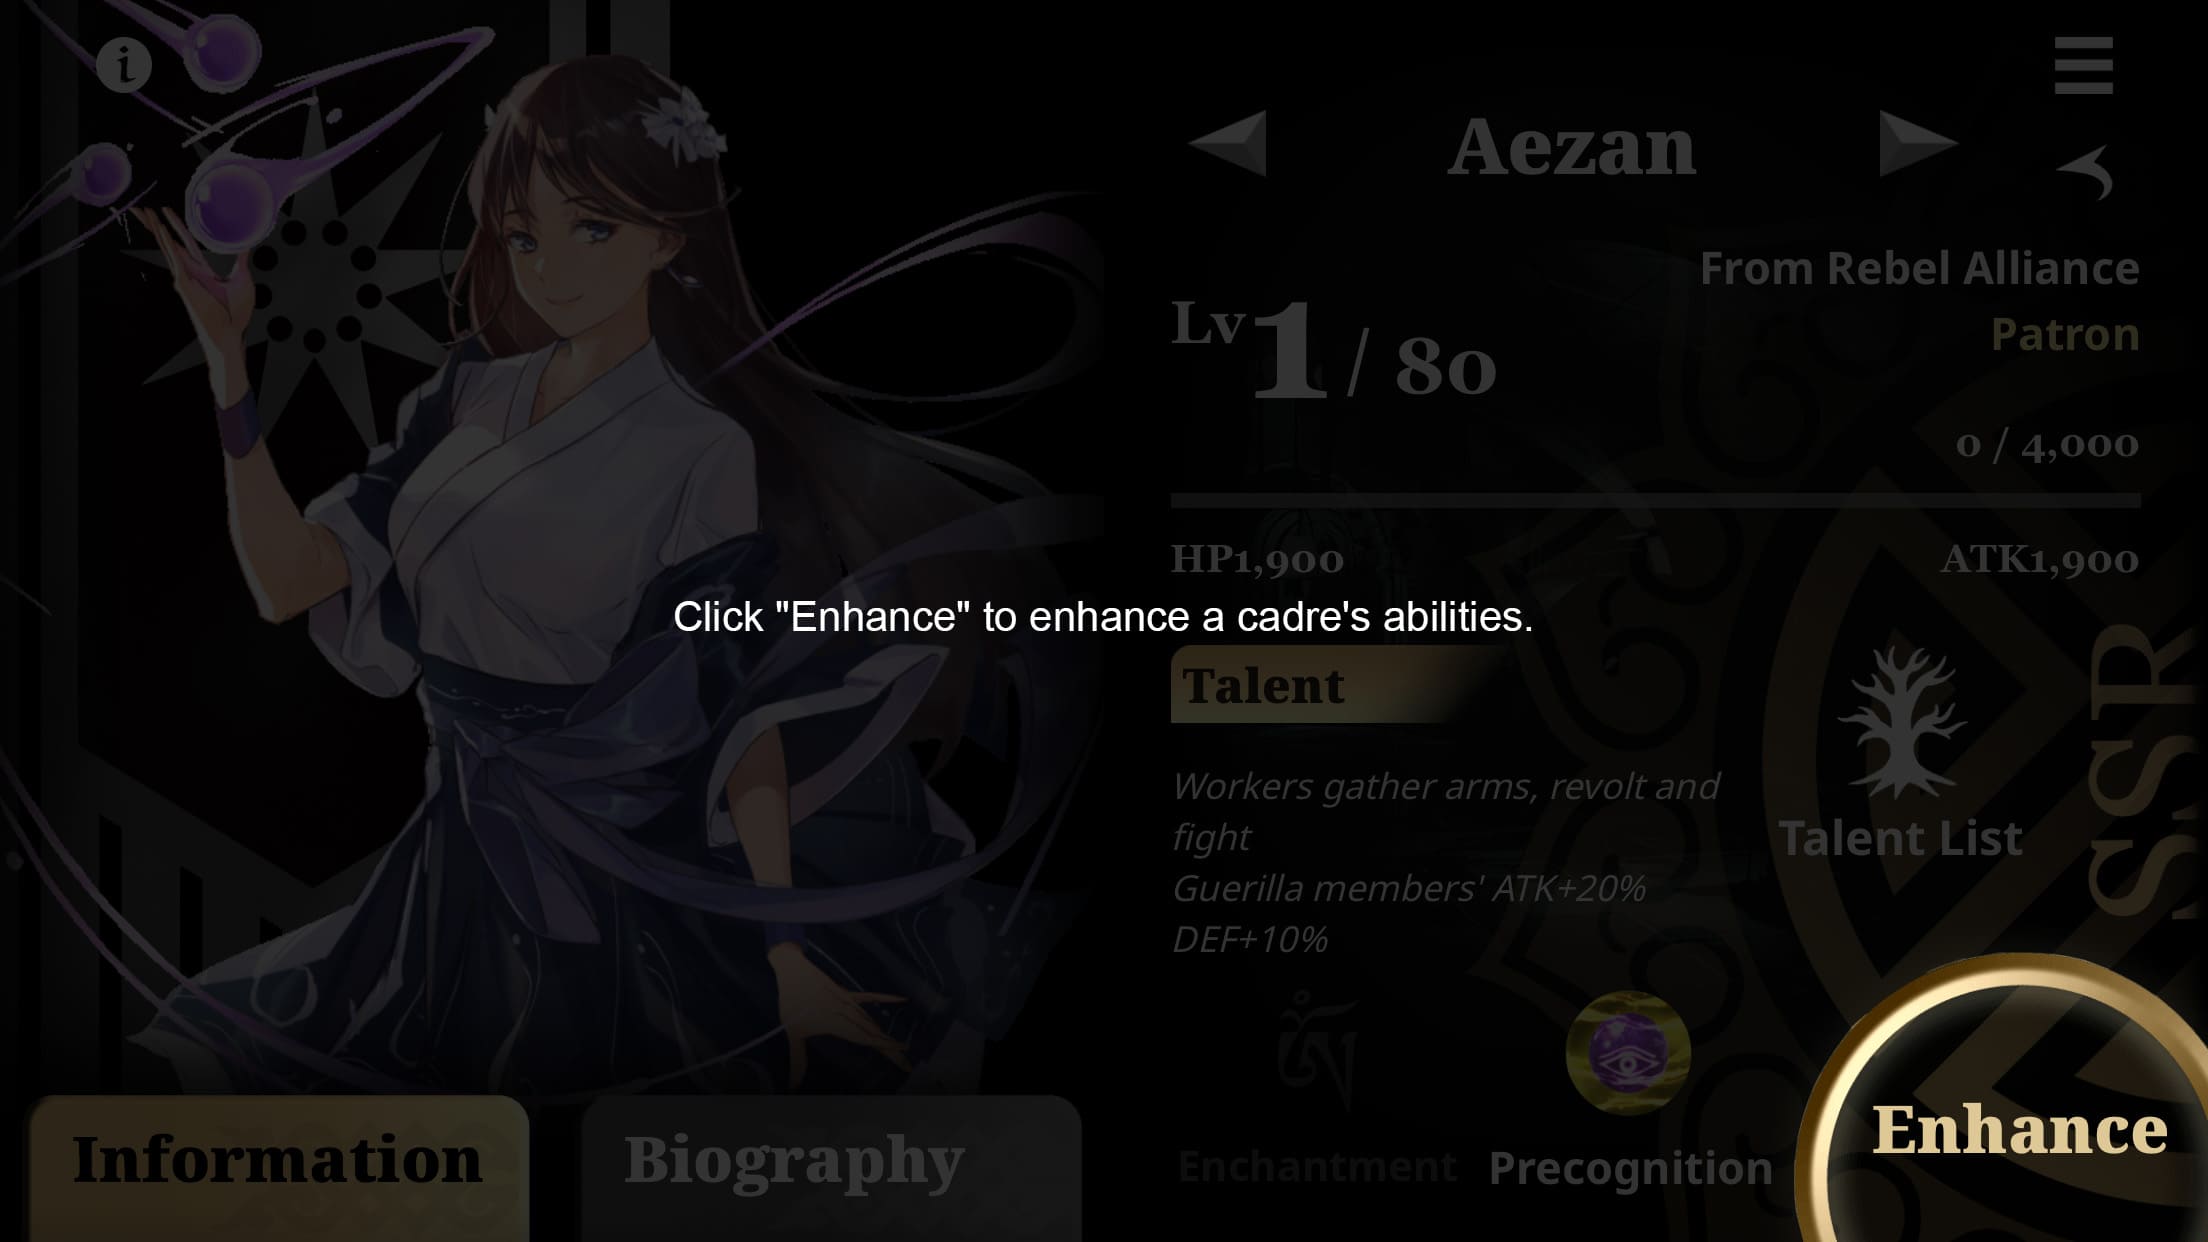 i
Aezan
From Rebel Alliance
Patron
Lv 1 / 80
0 / 4,000
HP1,900
ATK1,900
Click "Enhance" to enhance a cadre's abilities.
Talent
Workers gather arms, revolt and
fight
Guerilla members' ATK+20%
DEF+10%
Talent List
SSR
Enchantment
Precognition
Enhance
Information
Biography